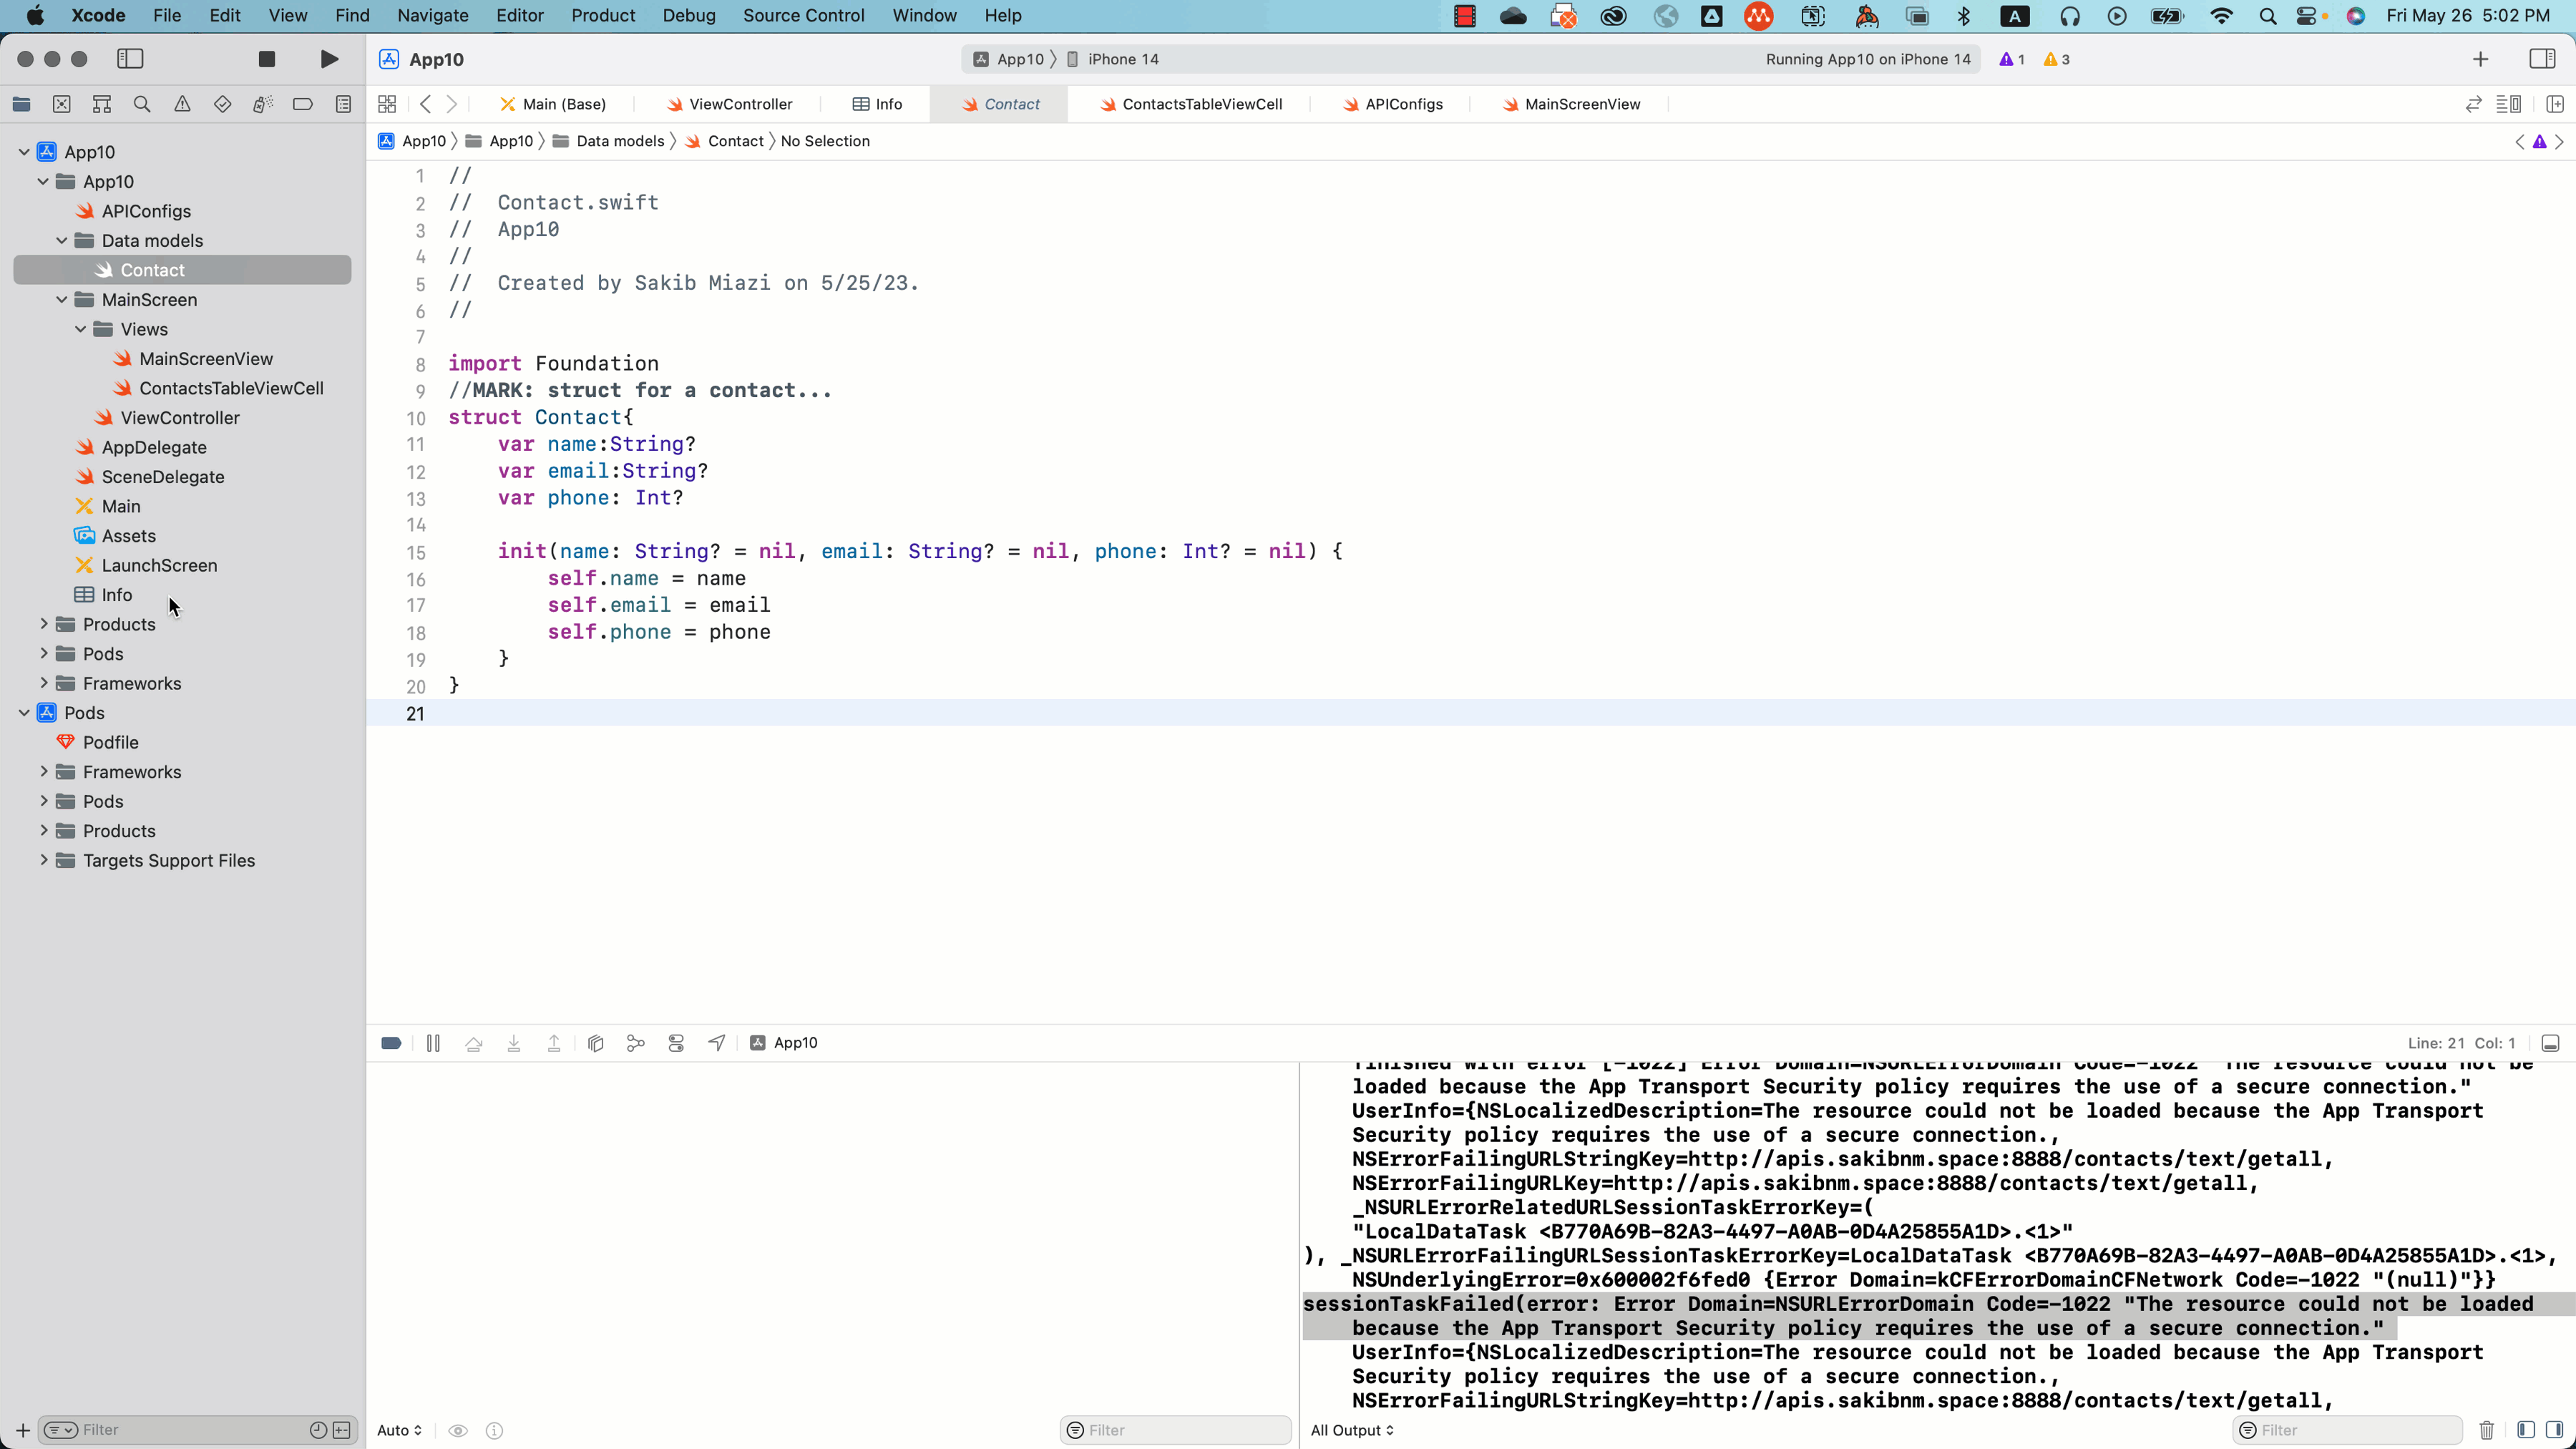 Xcode File Edit View Find Navigate Editor Product Debug Source Control Window Help A Fri May 26 5:02 PM
App10 App10 iPhone 14 Running App10 on iPhone 14 1 3
Main (Base) ViewController Info Contact ContactsTableViewCell APIConfigs MainScreenView
App10 App10 Data models Contact No Selection
App10
App10
APIConfigs
Data models
Contact
MainScreen
Views
MainScreenView
ContactsTableViewCell
ViewController
AppDelegate
SceneDelegate
Main
Assets
LaunchScreen
Info
Products
Pods
Frameworks
Pods
Podfile
Frameworks
Pods
Products
Targets Support Files
Filter
1 //
2 // Contact.swift
3 // App10
4 //
5 // Created by Sakib Miazi on 5/25/23.
6 //
7
8 import Foundation
9 //MARK: struct for a contact...
10 struct Contact{
11 var name:String?
12 var email:String?
13 var phone: Int?
14
15 init(name: String? = nil, email: String? = nil, phone: Int? = nil) {
16 self.name = name
17 self.email = email
18 self.phone = phone
19 }
20 }
21
App10 Line: 21 Col: 1
finished with error [-1022] Error Domain=NSURLErrorDomain Code=-1022 "The resource could not be
loaded because the App Transport Security policy requires the use of a secure connection."
UserInfo={NSLocalizedDescription=The resource could not be loaded because the App Transport
Security policy requires the use of a secure connection.,
NSErrorFailingURLStringKey=http://apis.sakibnm.space:8888/contacts/text/getall,
NSErrorFailingURLKey=http://apis.sakibnm.space:8888/contacts/text/getall,
_NSURLErrorRelatedURLSessionTaskErrorKey=(
"LocalDataTask <B770A69B-82A3-4497-A0AB-0D4A25855A1D>.<1>"
), _NSURLErrorFailingURLSessionTaskErrorKey=LocalDataTask <B770A69B-82A3-4497-A0AB-0D4A25855A1D>.<1>,
NSUnderlyingError=0x600002f6fed0 {Error Domain=kCFErrorDomainCFNetwork Code=-1022 "(null)"}}
sessionTaskFailed(error: Error Domain=NSURLErrorDomain Code=-1022 "The resource could not be loaded
because the App Transport Security policy requires the use of a secure connection."
UserInfo={NSLocalizedDescription=The resource could not be loaded because the App Transport
Security policy requires the use of a secure connection.,
NSErrorFailingURLStringKey=http://apis.sakibnm.space:8888/contacts/text/getall,
Auto Filter All Output Filter